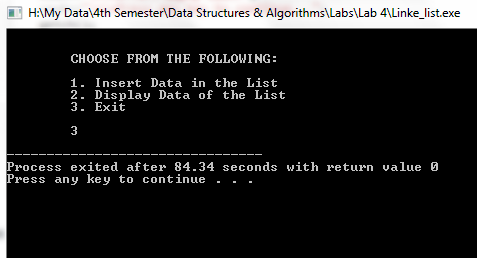 H:\My Data\4th Semester\Data Structures & Algorithms\Labs\Lab 4\Linke_list.exe
CHOOSE FROM THE FOLLOWING:
1. Insert Data in the List
2. Display Data of the List
3. Exit
3
--------------------------------
Process exited after 84.34 seconds with return value 0
Press any key to continue . . .